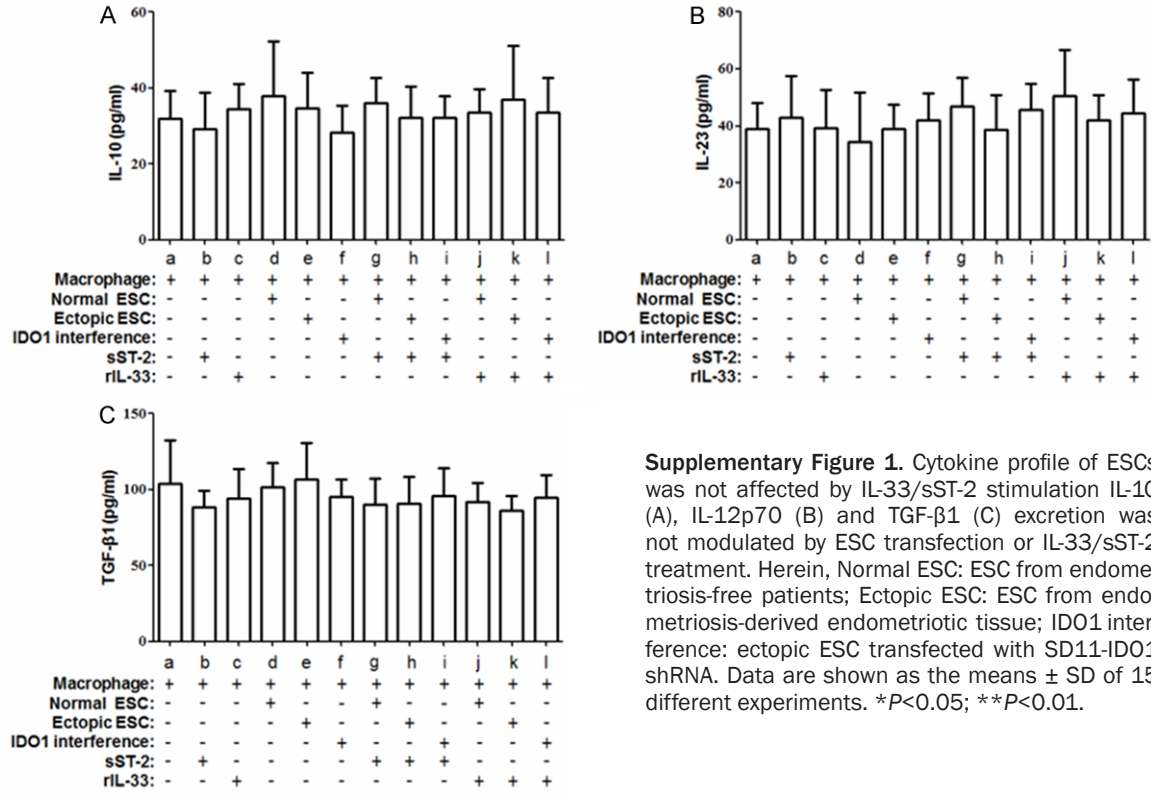 A
60
40
20
0
IL-10 (pg/ml)
a b c d e f g h i j k l
Macrophage: + + + + + + + + + + + +
Normal ESC: - - - + - - + - - + - -
Ectopic ESC: - - - - + - - + - - + -
IDO1 interference: - - - - - + - - + - - +
sST-2: - + - - - - + + + - - -
rIL-33: - - + - - - - - - + + +
B
80
60
40
20
0
IL-23 (pg/ml)
a b c d e f g h i j k l
Macrophage: + + + + + + + + + + + +
Normal ESC: - - - + - - + - - + - -
Ectopic ESC: - - - - + - - + - - + -
IDO1 interference: - - - - - + - - + - - +
sST-2: - + - - - - + + + - - -
rIL-33: - - + - - - - - - + + +
C
150
100
50
0
TGF-β1 (pg/ml)
a b c d e f g h i j k l
Macrophage: + + + + + + + + + + + +
Normal ESC: - - - + - - + - - + - -
Ectopic ESC: - - - - + - - + - - + -
IDO1 interference: - - - - - + - - + - - +
sST-2: - + - - - - + + + - - -
rIL-33: - - + - - - - - - + + +
Supplementary Figure 1. Cytokine profile of ESCs
was not affected by IL-33/sST-2 stimulation IL-10
(A), IL-12p70 (B) and TGF-β1 (C) excretion was
not modulated by ESC transfection or IL-33/sST-2
treatment. Herein, Normal ESC: ESC from endome
triosis-free patients; Ectopic ESC: ESC from endo
metriosis-derived endometriotic tissue; IDO1 inter
ference: ectopic ESC transfected with SD11-IDO1
shRNA. Data are shown as the means ± SD of 15
different experiments. *P<0.05; **P<0.01.